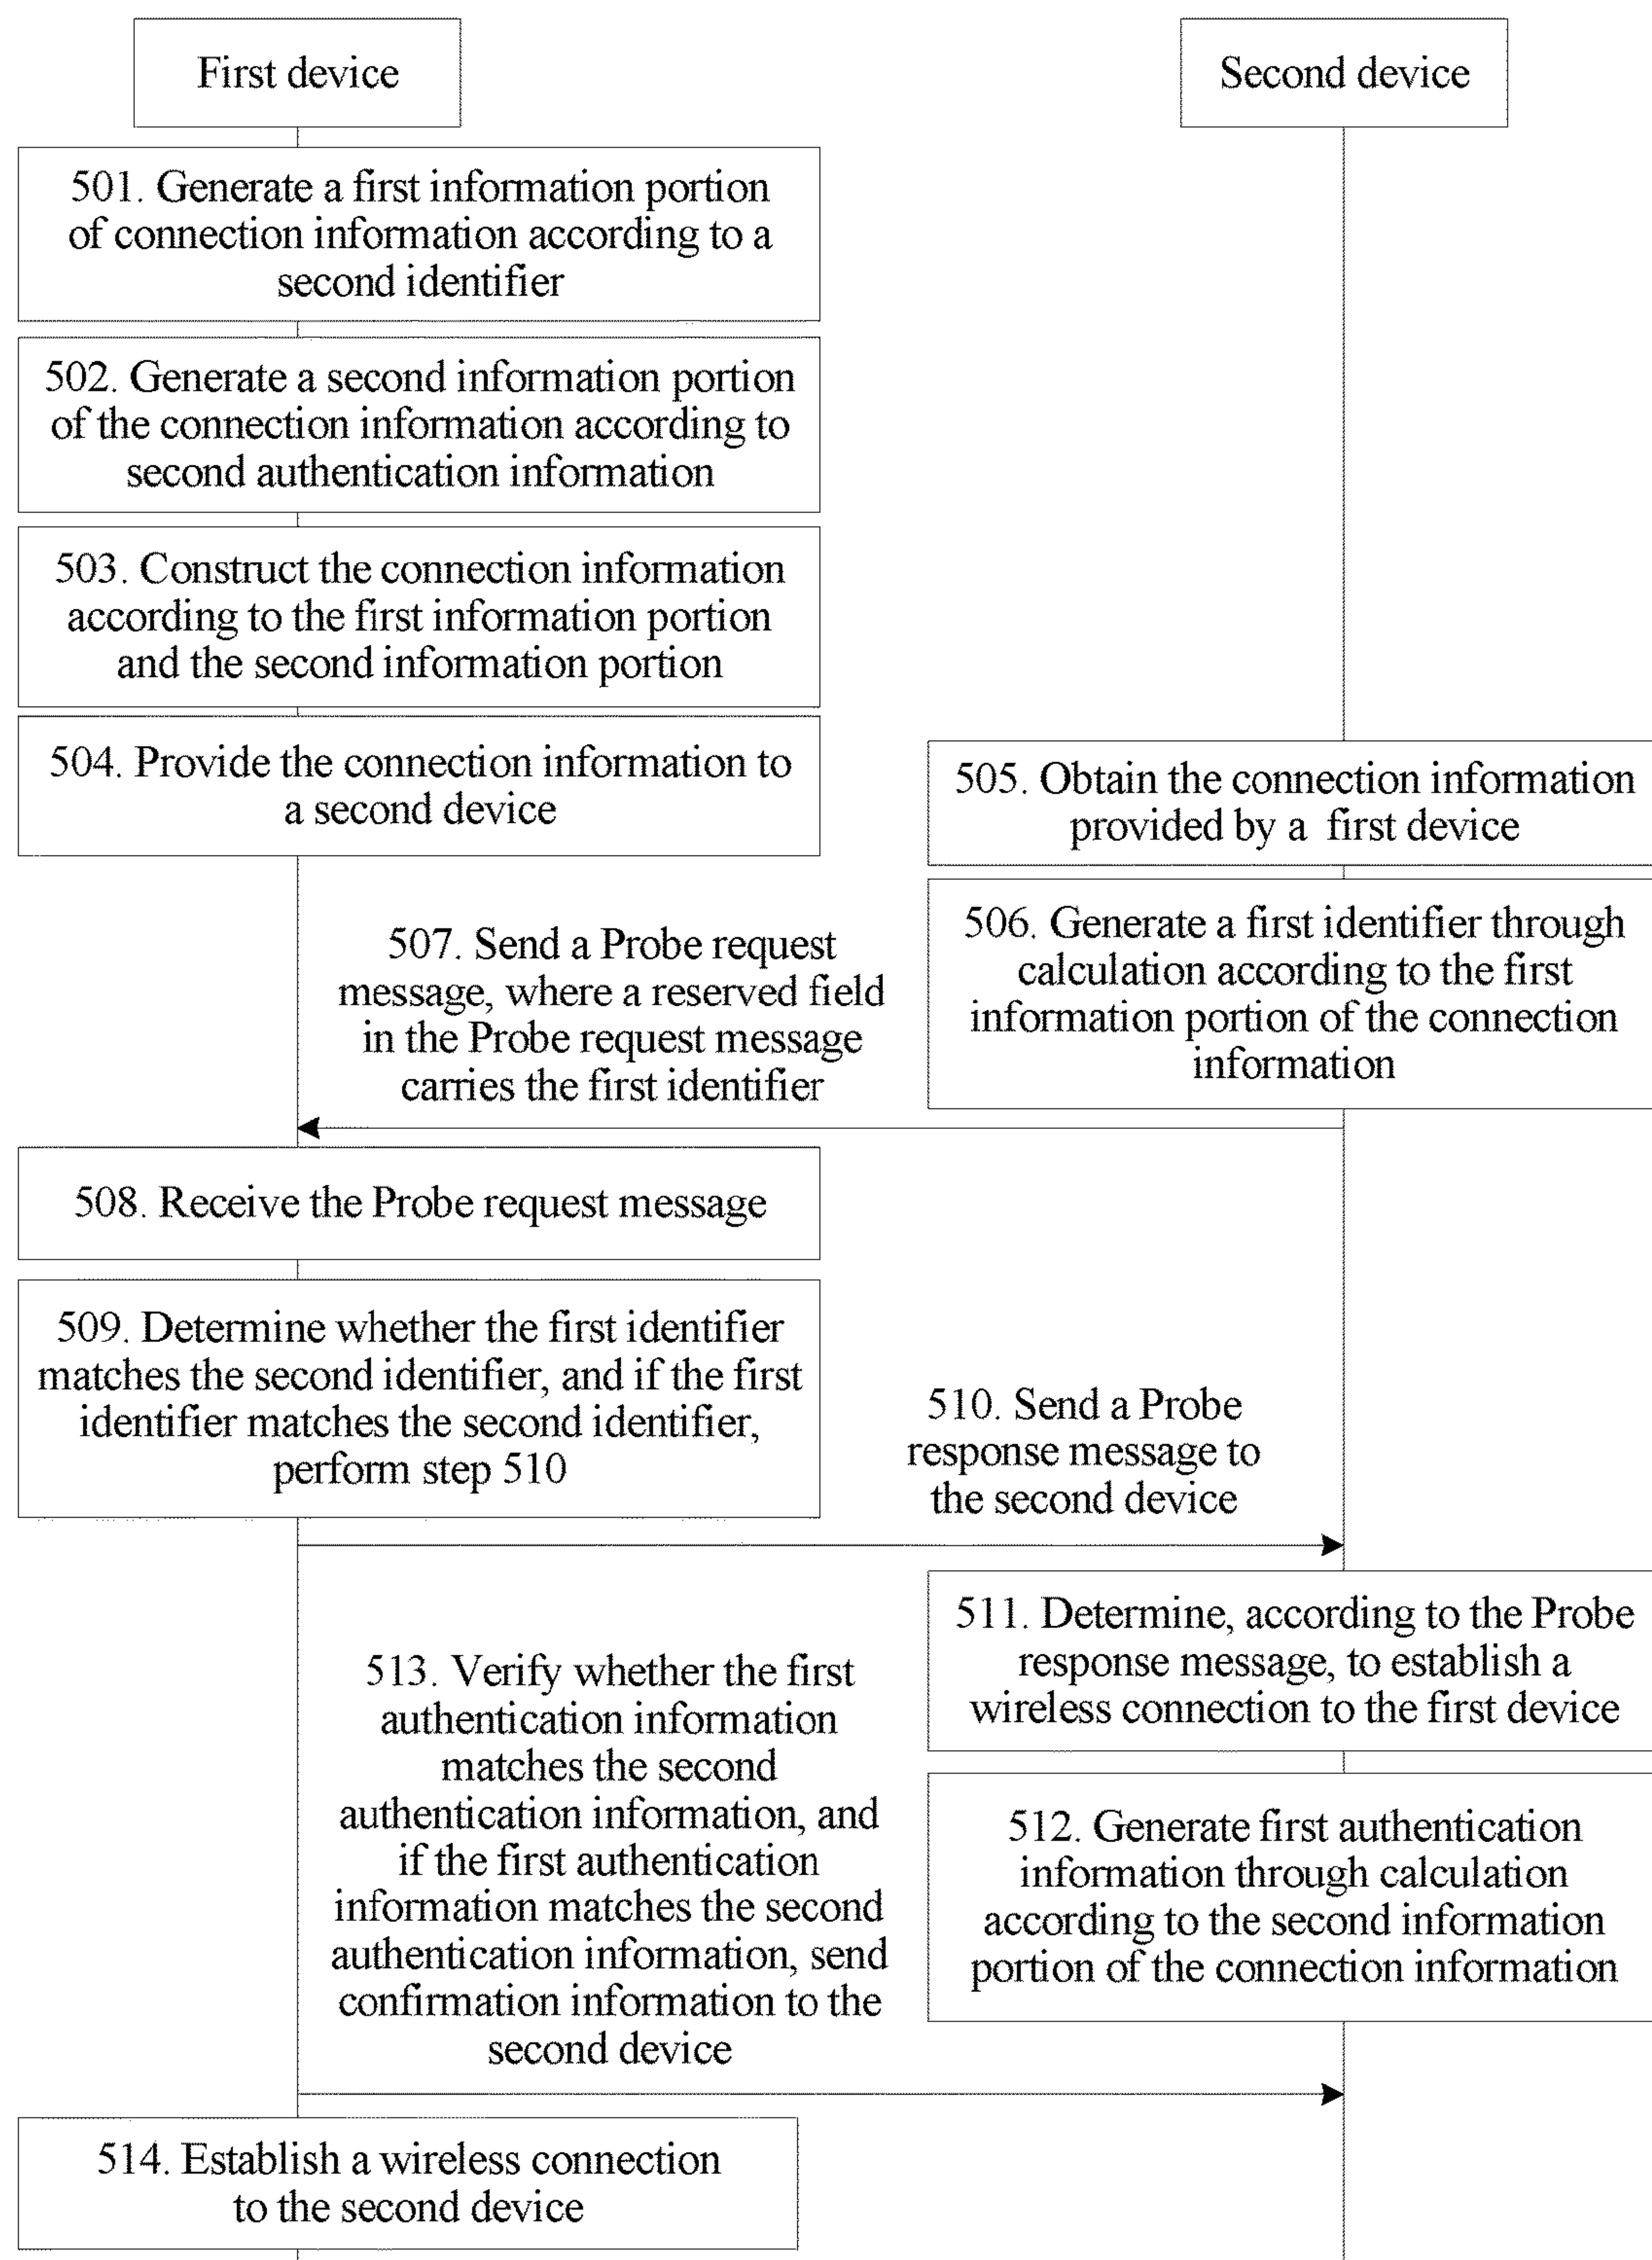 First device
Second device
501. Generate a first information portion
of connection information according to a
second identifier
502. Generate a second information portion
of the connection information according to
second authentication information
503. Construct the connection information
according to the first information portion
and the second information portion
504. Provide the connection information to
a second device
505. Obtain the connection information
provided by a first device
506. Generate a first identifier through
calculation according to the first
information portion of the connection
information
507. Send a Probe request
message, where a reserved field
in the Probe request message
carries the first identifier
508. Receive the Probe request message
509. Determine whether the first identifier
matches the second identifier, and if the first
identifier matches the second identifier,
perform step 510
510. Send a Probe
response message to
the second device
511. Determine, according to the Probe
response message, to establish a
wireless connection to the first device
512. Generate first authentication
information through calculation
according to the second information
portion of the connection information
513. Verify whether the first
authentication information
matches the second
authentication information, and
if the first authentication
information matches the second
authentication information, send
confirmation information to the
second device
514. Establish a wireless connection
to the second device